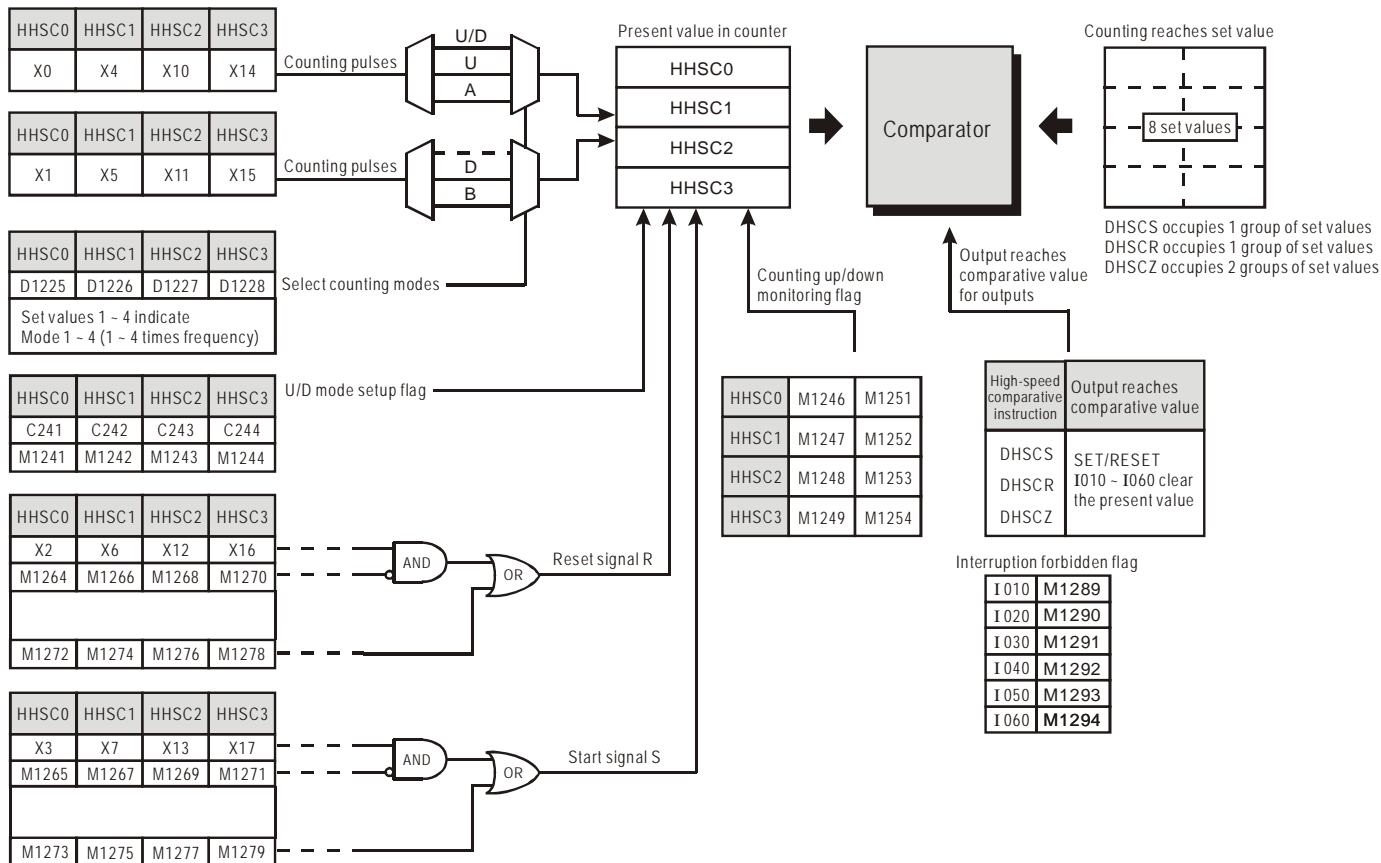 HHSC0 HHSC1 HHSC2 HHSC3
X0 X4 X10 X14
Counting pulses
U/D
U
A
HHSC0 HHSC1 HHSC2 HHSC3
X1 X5 X11 X15
Counting pulses
D
B
HHSC0 HHSC1 HHSC2 HHSC3
D1225 D1226 D1227 D1228
Set values 1 ~ 4 indicate
Mode 1 ~ 4 (1 ~ 4 times frequency)
Select counting modes
HHSC0 HHSC1 HHSC2 HHSC3
C241 C242 C243 C244
M1241 M1242 M1243 M1244
U/D mode setup flag
HHSC0 HHSC1 HHSC2 HHSC3
X2 X6 X12 X16
M1264 M1266 M1268 M1270
M1272 M1274 M1276 M1278
AND
OR
Reset signal R
HHSC0 HHSC1 HHSC2 HHSC3
X3 X7 X13 X17
M1265 M1267 M1269 M1271
M1273 M1275 M1277 M1279
AND
OR
Start signal S
Present value in counter
HHSC0
HHSC1
HHSC2
HHSC3
Comparator
Counting reaches set value
8 set values
DHSCS occupies 1 group of set values
DHSCR occupies 1 group of set values
DHSCZ occupies 2 groups of set values
Counting up/down
monitoring flag
HHSC0 M1246 M1251
HHSC1 M1247 M1252
HHSC2 M1248 M1253
HHSC3 M1249 M1254
Output reaches
comparative value
for outputs
High-speed
comparative
instruction
Output reaches
comparative value
DHSCS
DHSCR
DHSCZ
SET/RESET
I010 ~ I060 clear
the present value
Interruption forbidden flag
I010 M1289
I020 M1290
I030 M1291
I040 M1292
I050 M1293
I060 M1294